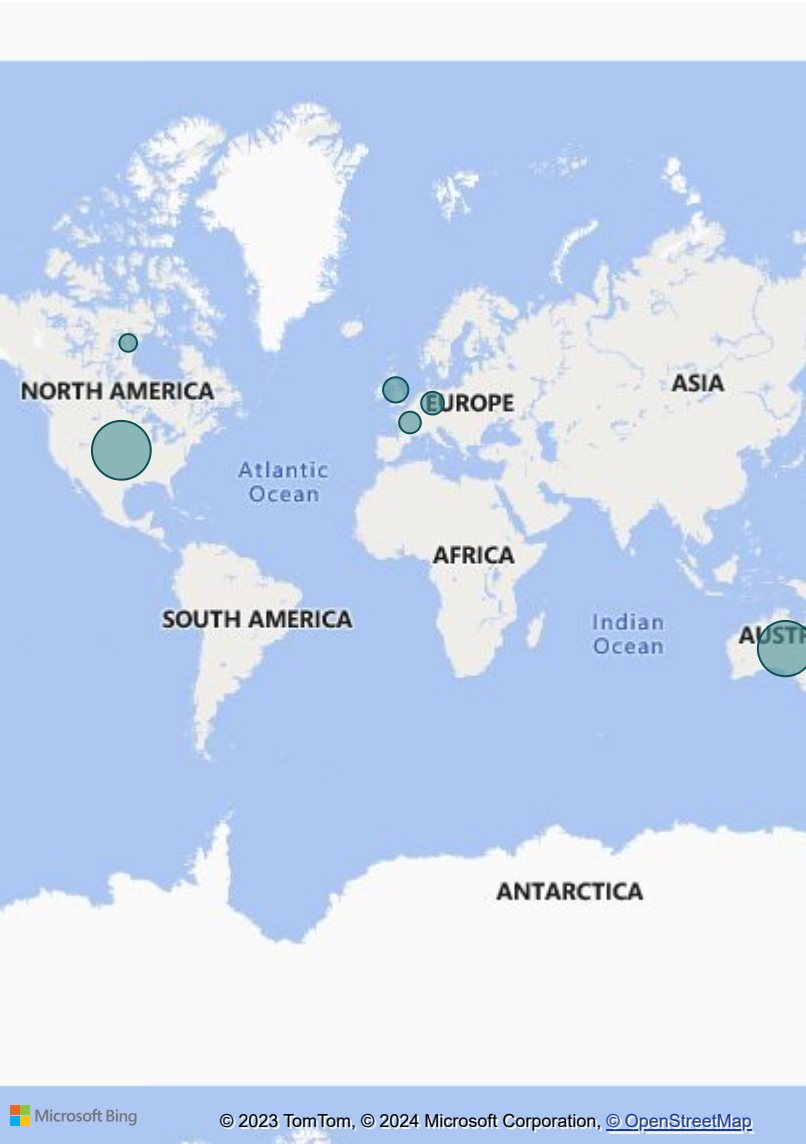 NORTH AMERICA
ASIA
EUROPE
Atlantic
Ocean
AFRICA
SOUTH AMERICA
Indian
Ocean
AUSTR
ANTARCTICA
Microsoft Bing
© 2023 TomTom, © 2024 Microsoft Corporation, © OpenStreetMap